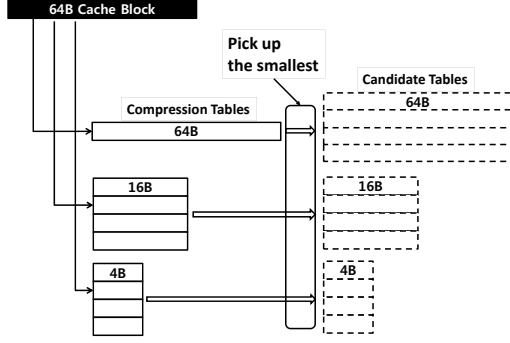 64B Cache Block
Pick up
the smallest
Candidate Tables
64B
Compression Tables
64B
16B
16B
4B
4B